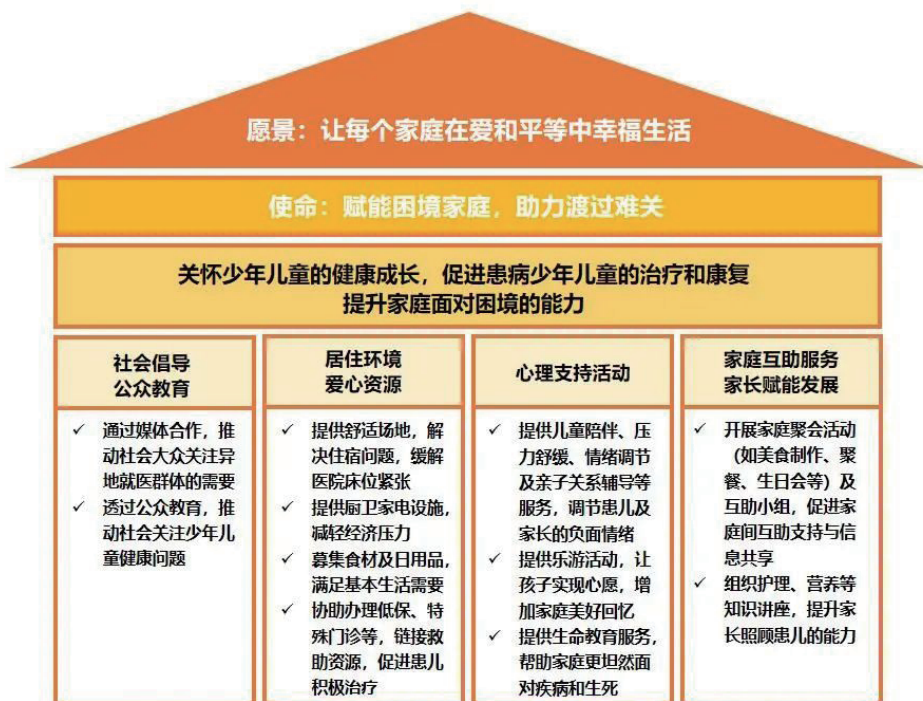 愿景：让每个家庭在爱和平等中幸福生活
使命：赋能困境家庭，助力渡过难关
关怀少年儿童的健康成长，促进患病少年儿童的治疗和康复
提升家庭面对困境的能力
社会倡导
公众教育
✓ 通过媒体合作，推
动社会大众关注异
地就医群体的需要
✓ 透过公众教育，推
动社会关注少年儿
童健康问题
居住环境
爱心资源
✓ 提供舒适场地，解
决住宿问题，缓解
医院床位紧张
✓ 提供厨卫家电设施，
减轻经济压力
✓ 募集食材及日用品，
满足基本生活需要
✓ 协助办理低保、特
殊门诊等，链接救
助资源，促进患儿
积极治疗
心理支持活动
✓ 提供儿童陪伴、压
力舒缓、情绪调节
及亲子关系辅导等
服务，调节患儿及
家长的负面情绪
✓ 提供乐游活动，让
孩子实现心愿，增
加家庭美好回忆
✓ 提供生命教育服务，
帮助家庭更坦然面
对疾病和生死
家庭互助服务
家长赋能发展
✓ 开展家庭聚会活动
（如美食制作、聚
餐、生日会等）及
互助小组，促进家
庭间互助支持与信
息共享
✓ 组织护理、营养等
知识讲座，提升家
长照顾患儿的能力